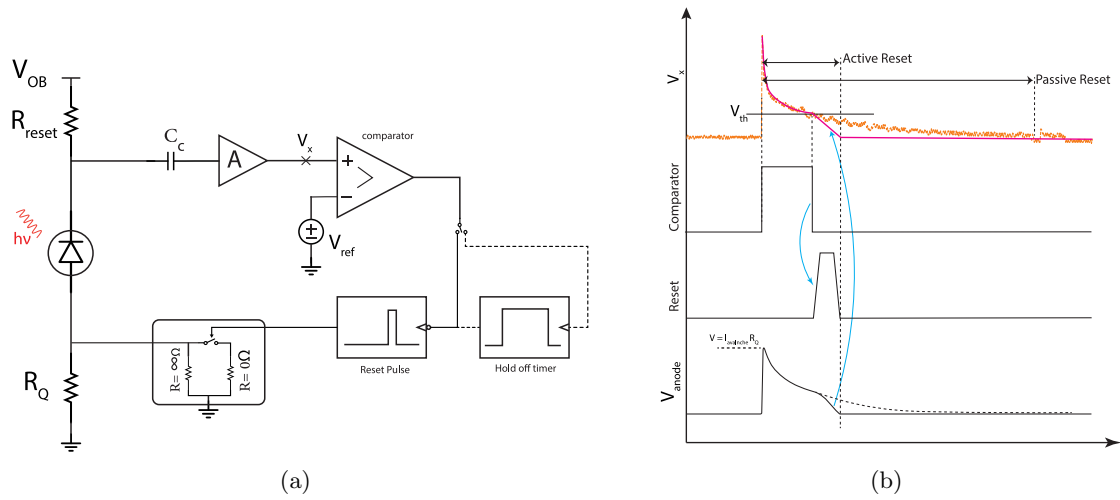 V_OB
R_reset
C_c
A
V_x
comparator
+
−
>
V_ref
hν
R_Q
R= ∞Ω
R= 0Ω
Reset Pulse
Hold off timer
(a)
V_x
Active Reset
Passive Reset
V_th
Comparator
Reset
V = I_avalanche R_Q
V_anode
(b)